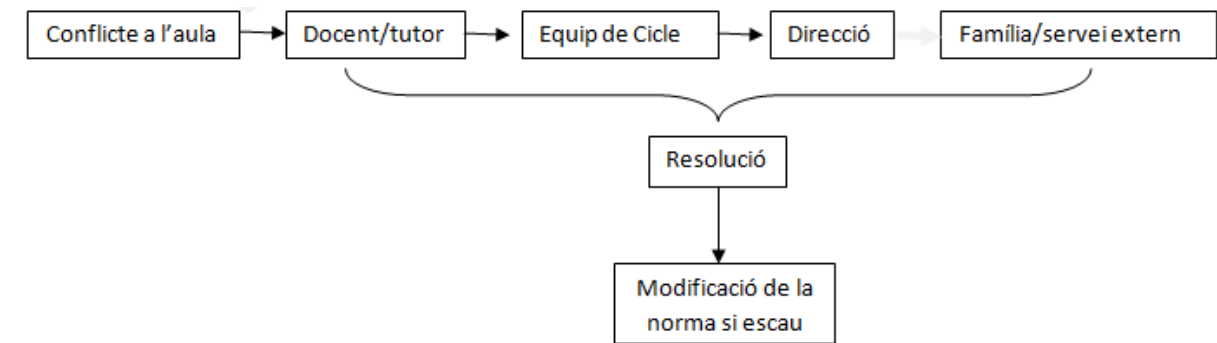 Conflicte a l'aula
Docent/tutor
Equip de Cicle
Direcció
Família/servei extern
Resolució
Modificació de la
norma si escau